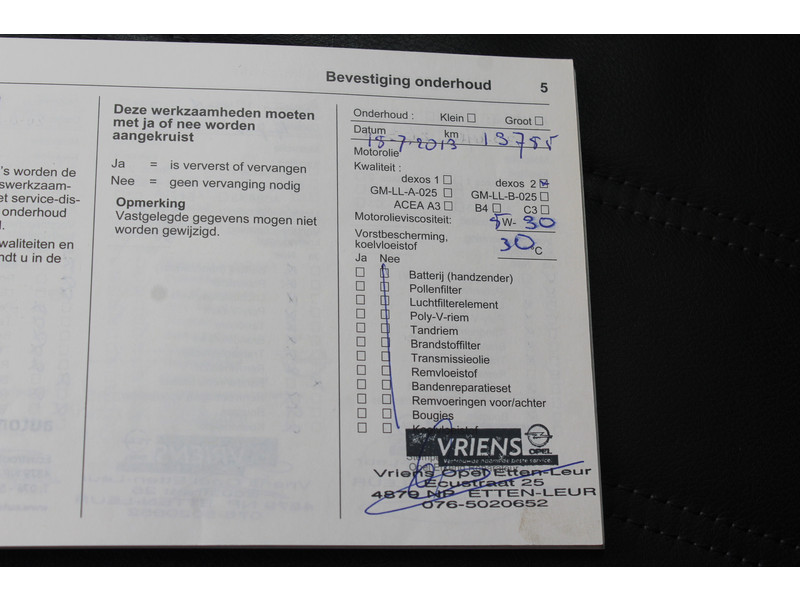 Bevestiging onderhoud 5
's worden de
swerkzaam-
et service-dis-
onderhoud
l.
waliteiten en
ndt u in de
Deze werkzaamheden moeten
met ja of nee worden
aangekruist
Ja = is ververst of vervangen
Nee = geen vervanging nodig
Opmerking
Vastgelegde gegevens mogen niet
worden gewijzigd.
Onderhoud : Klein Groot
Datum 18-7-2013 km 13795
Motorolie
Kwaliteit :
dexos 1 dexos 2
GM-LL-A-025 GM-LL-B-025
ACEA A3 B4 C3
Motorolieviscositeit: 5W-30
Vorstbescherming,
koelvloeistof 30°C
Ja Nee
Batterij (handzender)
Pollenfilter
Luchtfilterelement
Poly-V-riem
Tandriem
Brandstoffilter
Transmissieolie
Remvloeistof
Bandenreparatieset
Remvoeringen voor/achter
Bougies
Koelvloeistof
VRIENS OPEL
Vriens Opel Etten-Leur
Ecustraat 25
4879 NP ETTEN-LEUR
076-5020652